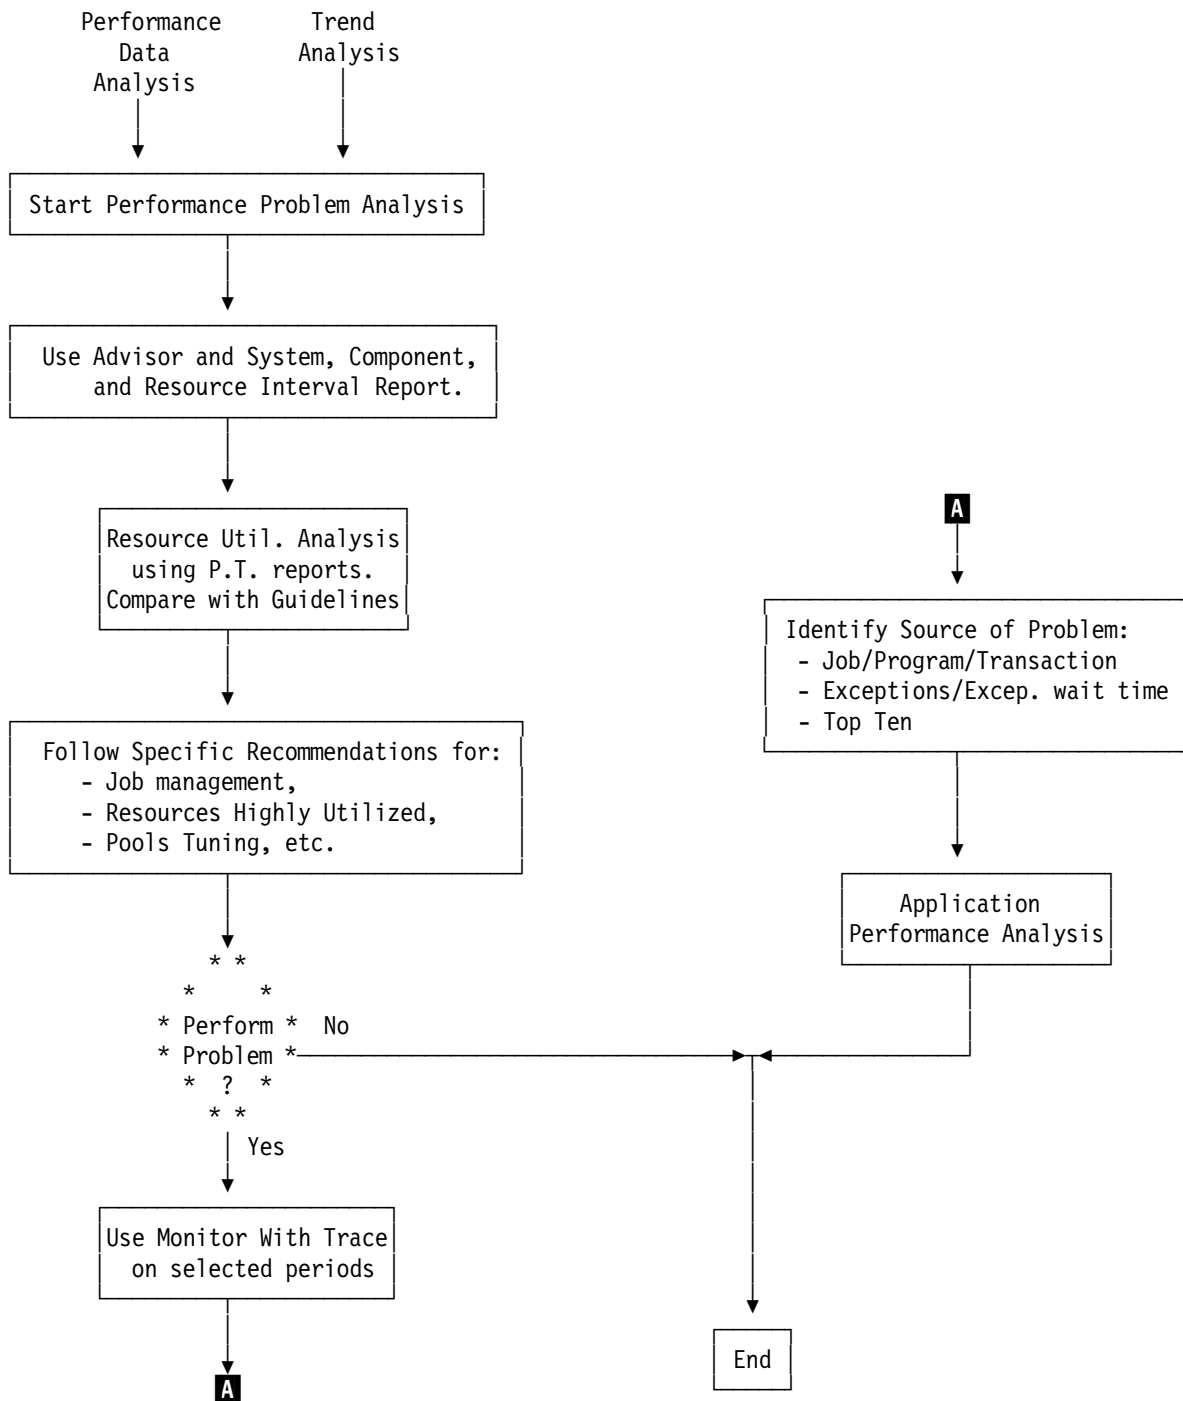 Performance
Data
Analysis
Trend
Analysis
Start Performance Problem Analysis
Use Advisor and System, Component,
and Resource Interval Report.
Resource Util. Analysis
using P.T. reports.
Compare with Guidelines
Follow Specific Recommendations for:
- Job management,
- Resources Highly Utilized,
- Pools Tuning, etc.
* *
* *
* Perform * No
* Problem *
* ? *
* *
Yes
Use Monitor With Trace
on selected periods
A
A
Identify Source of Problem:
- Job/Program/Transaction
- Exceptions/Excep. wait time
- Top Ten
Application
Performance Analysis
End